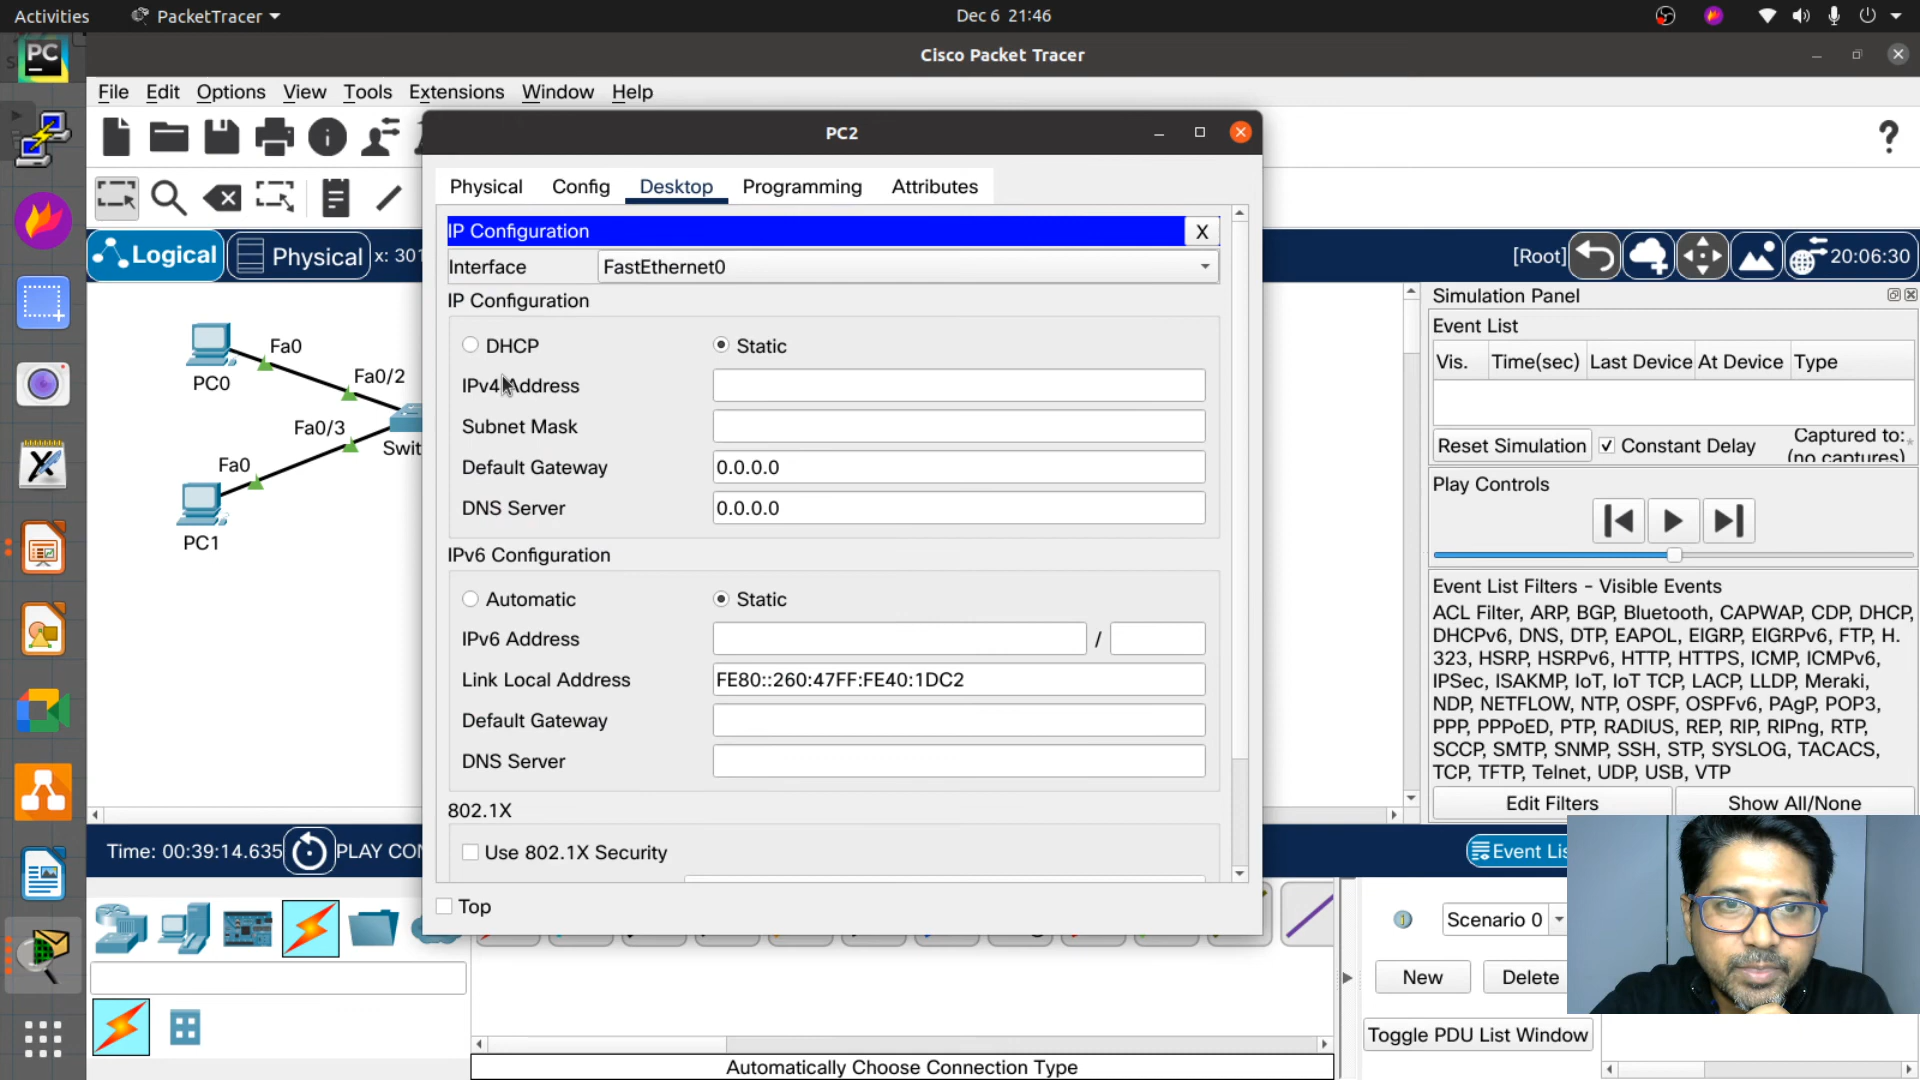 Activities
PacketTracer
Dec 6 21:46
Cisco Packet Tracer
PC
File Edit Options View Tools Extensions Window Help
PC2
Physical Config Desktop Programming Attributes
Logical
Physical
x: 301
[Root]
20:06:30
IP Configuration
X
Interface
FastEthernet0
IP Configuration
DHCP
Static
IPv4 Address
Subnet Mask
Default Gateway
0.0.0.0
DNS Server
0.0.0.0
IPv6 Configuration
Automatic
Static
IPv6 Address
/
Link Local Address
FE80::260:47FF:FE40:1DC2
Default Gateway
DNS Server
802.1X
Use 802.1X Security
Top
Fa0
PC0
Fa0/2
Fa0/3
Swit
Fa0
PC1
Simulation Panel
Event List
Vis. Time(sec) Last Device At Device Type
Reset Simulation
Constant Delay
Captured to:
(no captures)
Play Controls
Event List Filters - Visible Events
ACL Filter, ARP, BGP, Bluetooth, CAPWAP, CDP, DHCP,
DHCPv6, DNS, DTP, EAPOL, EIGRP, EIGRPv6, FTP, H.
323, HSRP, HSRPv6, HTTP, HTTPS, ICMP, ICMPv6,
IPSec, ISAKMP, IoT, IoT TCP, LACP, LLDP, Meraki,
NDP, NETFLOW, NTP, OSPF, OSPFv6, PAgP, POP3,
PPP, PPPoED, PTP, RADIUS, REP, RIP, RIPng, RTP,
SCCP, SMTP, SNMP, SSH, STP, SYSLOG, TACACS,
TCP, TFTP, Telnet, UDP, USB, VTP
Edit Filters
Show All/None
Time: 00:39:14.635
PLAY CON
Event Lis
Scenario 0
New
Delete
Toggle PDU List Window
Automatically Choose Connection Type